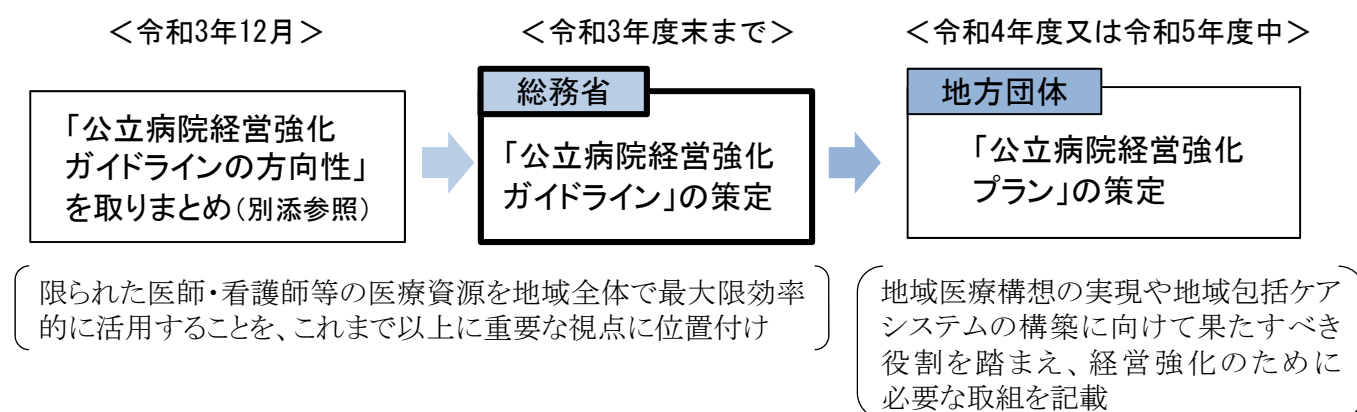 ＜令和3年12月＞
＜令和3年度末まで＞
＜令和4年度又は令和5年度中＞
「公立病院経営強化
ガイドラインの方向性」
を取りまとめ（別添参照）
総務省
「公立病院経営強化
ガイドライン」の策定
地方団体
「公立病院経営強化
プラン」の策定
限られた医師・看護師等の医療資源を地域全体で最大限効率
的に活用することを、これまで以上に重要な視点に位置付け
地域医療構想の実現や地域包括ケア
システムの構築に向けて果たすべき
役割を踏まえ、経営強化のために
必要な取組を記載